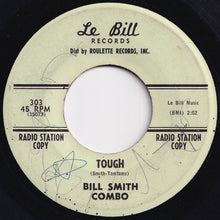 Le Bill
RECORDS
Dist by ROULETTE RECORDS, INC.
303
45 RPM
(15073)
Le Bill Music
(BMI) 2:02
RADIO STATION
COPY
RADIO STATION
COPY
TOUGH
(Smith-Tomtoms)
BILL SMITH
COMBO